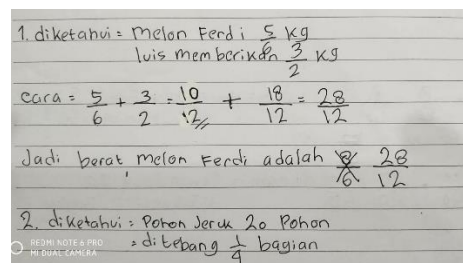 1. diketahui = melon Ferdi 5/6 kg
luis memberikan 3/2 kg
cara = 5/6 + 3/2 = 10/12 + 18/12 = 28/12
Jadi berat melon Ferdi adalah 28/12
2. diketahui : Pohon Jeruk 20 Pohon
= ditebang 1/4 bagian
REDMI NOTE 6 PRO
MI DUAL CAMERA